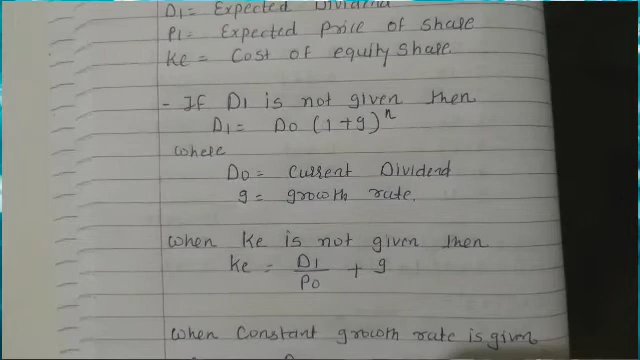 D1 = Expected Dividend
P1 = Expected Price of Share
Ke = Cost of equity Share
- If D1 is not given then
D1 = D0 (1+g)^n
where
D0 = Current Dividend
g = growth rate.
When Ke is not given then
Ke = D1/P0 + g
When Constant growth rate is given